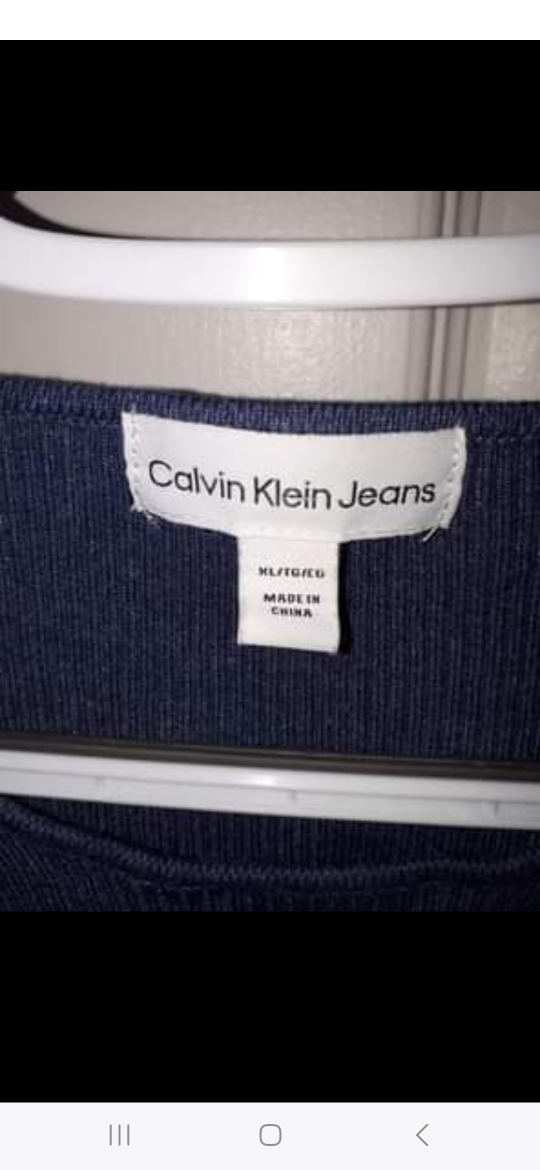 Calvin Klein Jeans
XL/TG/EG
MADE IN
CHINA